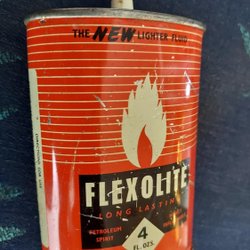 THE NEW LIGHTER FLUID
FLEXOLITE
LONG LASTING
PETROLEUM
SPIRIT
4
FL. OZS.